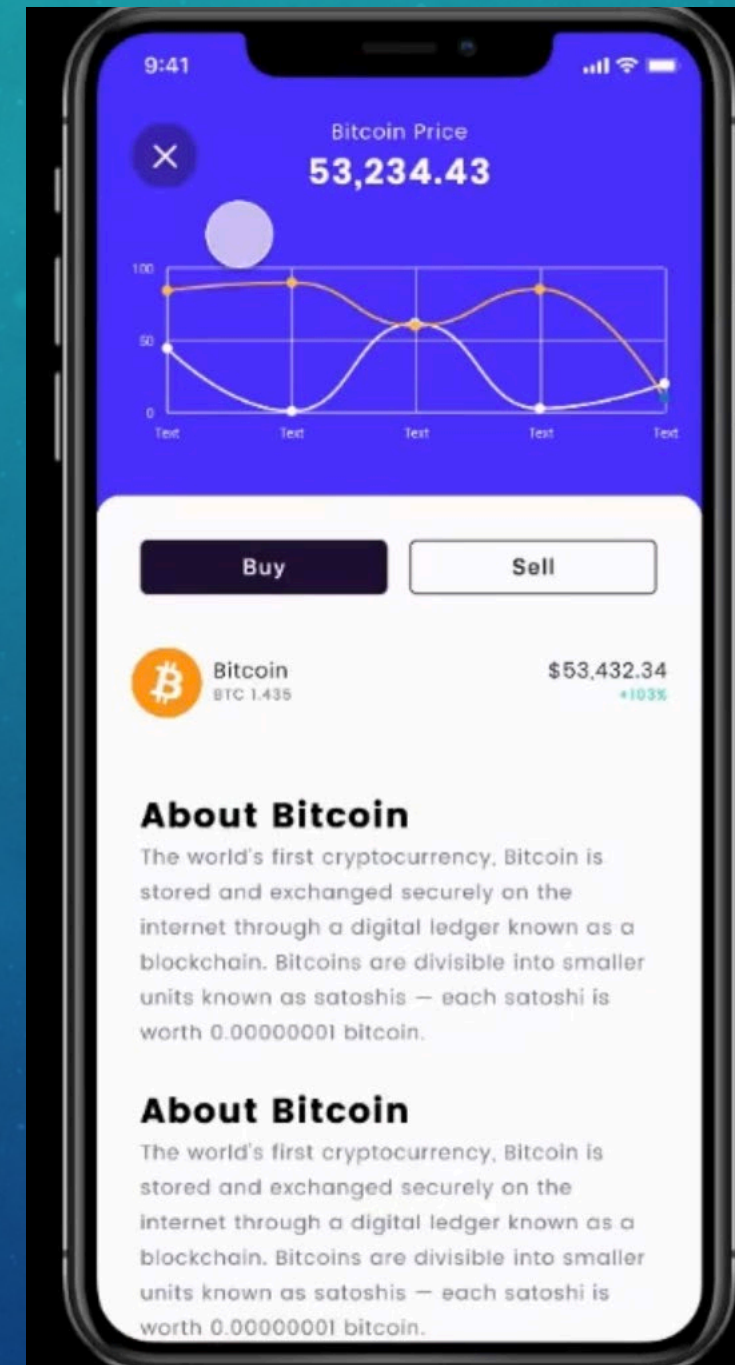 9:41
Bitcoin Price
53,234.43
100
50
0
Text Text Text Text Text
Buy Sell
Bitcoin $53,432.34
BTC 1.435 +103%
About Bitcoin
The world's first cryptocurrency, Bitcoin is
stored and exchanged securely on the
internet through a digital ledger known as a
blockchain. Bitcoins are divisible into smaller
units known as satoshis — each satoshi is
worth 0.00000001 bitcoin.
About Bitcoin
The world's first cryptocurrency, Bitcoin is
stored and exchanged securely on the
internet through a digital ledger known as a
blockchain. Bitcoins are divisible into smaller
units known as satoshis — each satoshi is
worth 0.00000001 bitcoin.